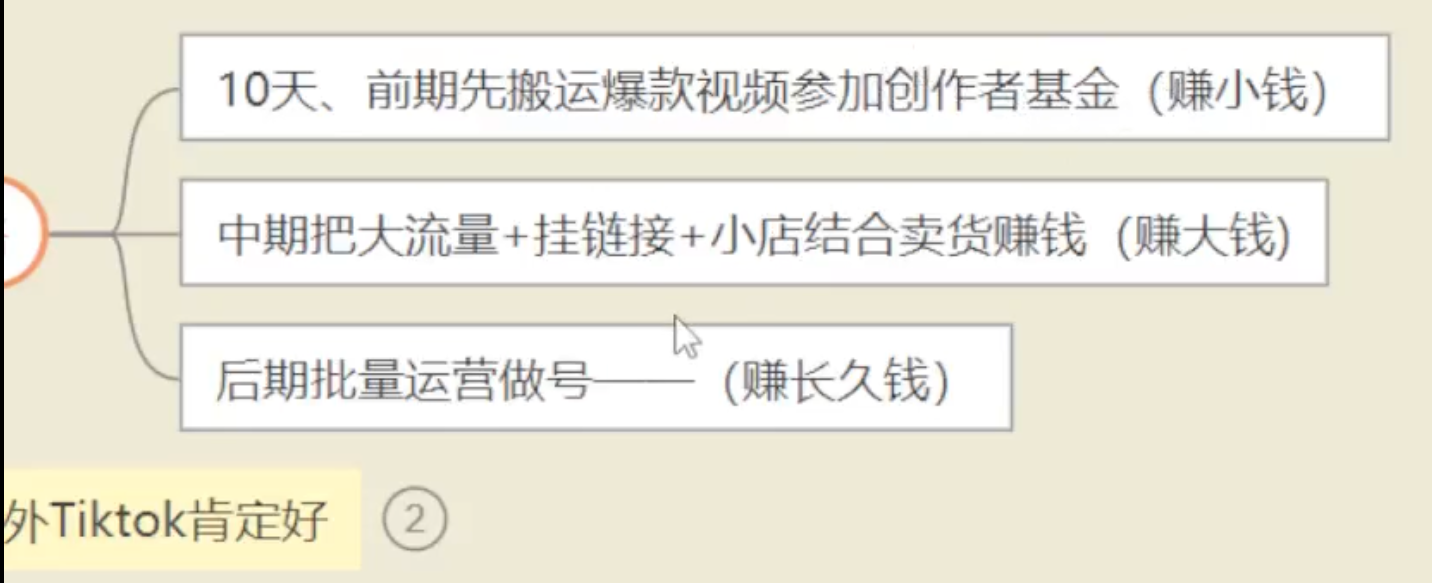 10天、前期先搬运爆款视频参加创作者基金（赚小钱）
中期把大流量+挂链接+小店结合卖货赚钱（赚大钱)
后期批量运营做号——（赚长久钱）
外Tiktok肯定好
2